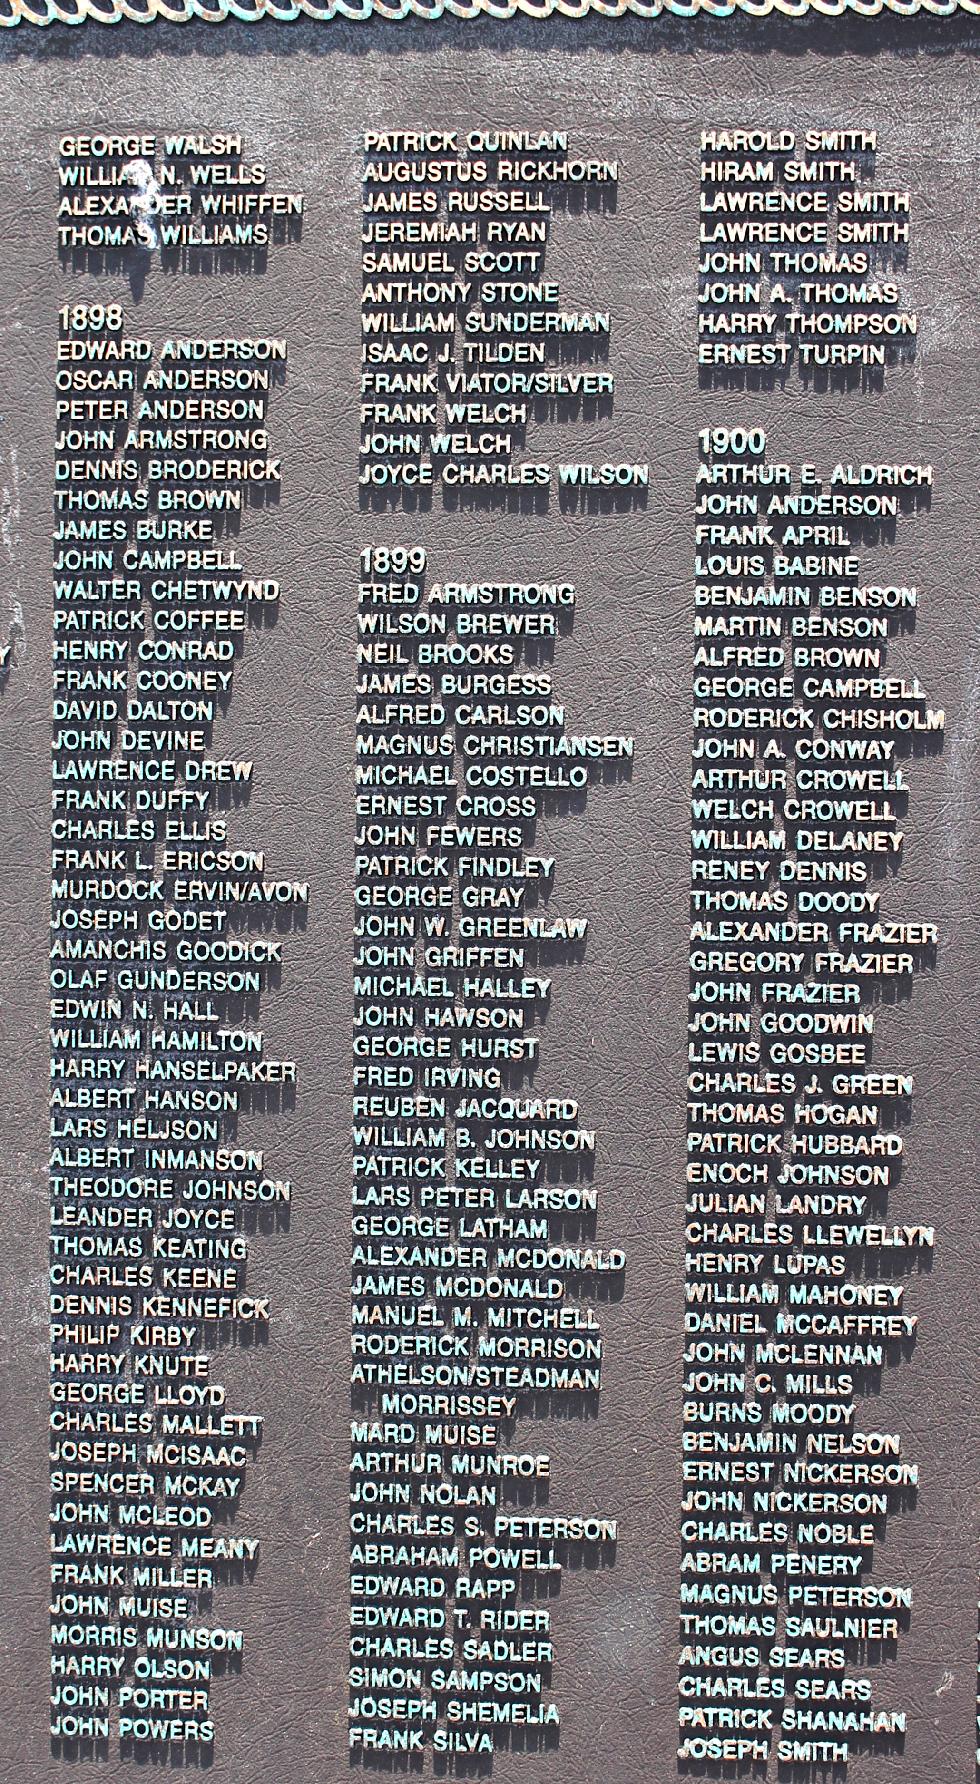 GEORGE WALSH
WILLIAM N. WELLS
ALEXANDER WHIFFEN
THOMAS WILLIAMS
1898
EDWARD ANDERSON
OSCAR ANDERSON
PETER ANDERSON
JOHN ARMSTRONG
DENNIS BRODERICK
THOMAS BROWN
JAMES BURKE
JOHN CAMPBELL
WALTER CHETWYND
PATRICK COFFEE
HENRY CONRAD
FRANK COONEY
DAVID DALTON
JOHN DEVINE
LAWRENCE DREW
FRANK DUFFY
CHARLES ELLIS
FRANK L. ERICSON
MURDOCK ERVIN/AVON
JOSEPH GODET
AMANCHIS GOODICK
OLAF GUNDERSON
EDWIN N. HALL
WILLIAM HAMILTON
HARRY HANSELPAKER
ALBERT HANSON
LARS HELJSON
ALBERT INMANSON
THEODORE JOHNSON
LEANDER JOYCE
THOMAS KEATING
CHARLES KEENE
DENNIS KENNEFICK
PHILIP KIRBY
HARRY KNUTE
GEORGE LLOYD
CHARLES MALLETT
JOSEPH MCISAAC
SPENCER MCKAY
JOHN MCLEOD
LAWRENCE MEANY
FRANK MILLER
JOHN MUISE
MORRIS MUNSON
HARRY OLSON
JOHN PORTER
JOHN POWERS
PATRICK QUINLAN
AUGUSTUS RICKHORN
JAMES RUSSELL
JEREMIAH RYAN
SAMUEL SCOTT
ANTHONY STONE
WILLIAM SUNDERMAN
ISAAC J. TILDEN
FRANK VIATOR/SILVER
FRANK WELCH
JOHN WELCH
JOYCE CHARLES WILSON
1899
FRED ARMSTRONG
WILSON BREWER
NEIL BROOKS
JAMES BURGESS
ALFRED CARLSON
MAGNUS CHRISTIANSEN
MICHAEL COSTELLO
ERNEST CROSS
JOHN FEWERS
PATRICK FINDLEY
GEORGE GRAY
JOHN W. GREENLAW
JOHN GRIFFEN
MICHAEL HALLEY
JOHN HAWSON
GEORGE HURST
FRED IRVING
REUBEN JACQUARD
WILLIAM B. JOHNSON
PATRICK KELLEY
LARS PETER LARSON
GEORGE LATHAM
ALEXANDER MCDONALD
JAMES MCDONALD
MANUEL M. MITCHELL
RODERICK MORRISON
ATHELSON/STEADMAN
MORRISSEY
MARD MUISE
ARTHUR MUNROE
JOHN NOLAN
CHARLES S. PETERSON
ABRAHAM POWELL
EDWARD RAPP
EDWARD T. RIDER
CHARLES SADLER
SIMON SAMPSON
JOSEPH SHEMELIA
FRANK SILVA
HAROLD SMITH
HIRAM SMITH
LAWRENCE SMITH
LAWRENCE SMITH
JOHN THOMAS
JOHN A. THOMAS
HARRY THOMPSON
ERNEST TURPIN
1900
ARTHUR E. ALDRICH
JOHN ANDERSON
FRANK APRIL
LOUIS BABINE
BENJAMIN BENSON
MARTIN BENSON
ALFRED BROWN
GEORGE CAMPBELL
RODERICK CHISHOLM
JOHN A. CONWAY
ARTHUR CROWELL
WELCH CROWELL
WILLIAM DELANEY
RENEY DENNIS
THOMAS DOODY
ALEXANDER FRAZIER
GREGORY FRAZIER
JOHN FRAZIER
JOHN GOODWIN
LEWIS GOSBEE
CHARLES J. GREEN
THOMAS HOGAN
PATRICK HUBBARD
ENOCH JOHNSON
JULIAN LANDRY
CHARLES LLEWELLYN
HENRY LUPAS
WILLIAM MAHONEY
DANIEL MCCAFFREY
JOHN MCLENNAN
JOHN C. MILLS
BURNS MOODY
BENJAMIN NELSON
ERNEST NICKERSON
JOHN NICKERSON
CHARLES NOBLE
ABRAM PENERY
MAGNUS PETERSON
THOMAS SAULNIER
ANGUS SEARS
CHARLES SEARS
PATRICK SHANAHAN
JOSEPH SMITH